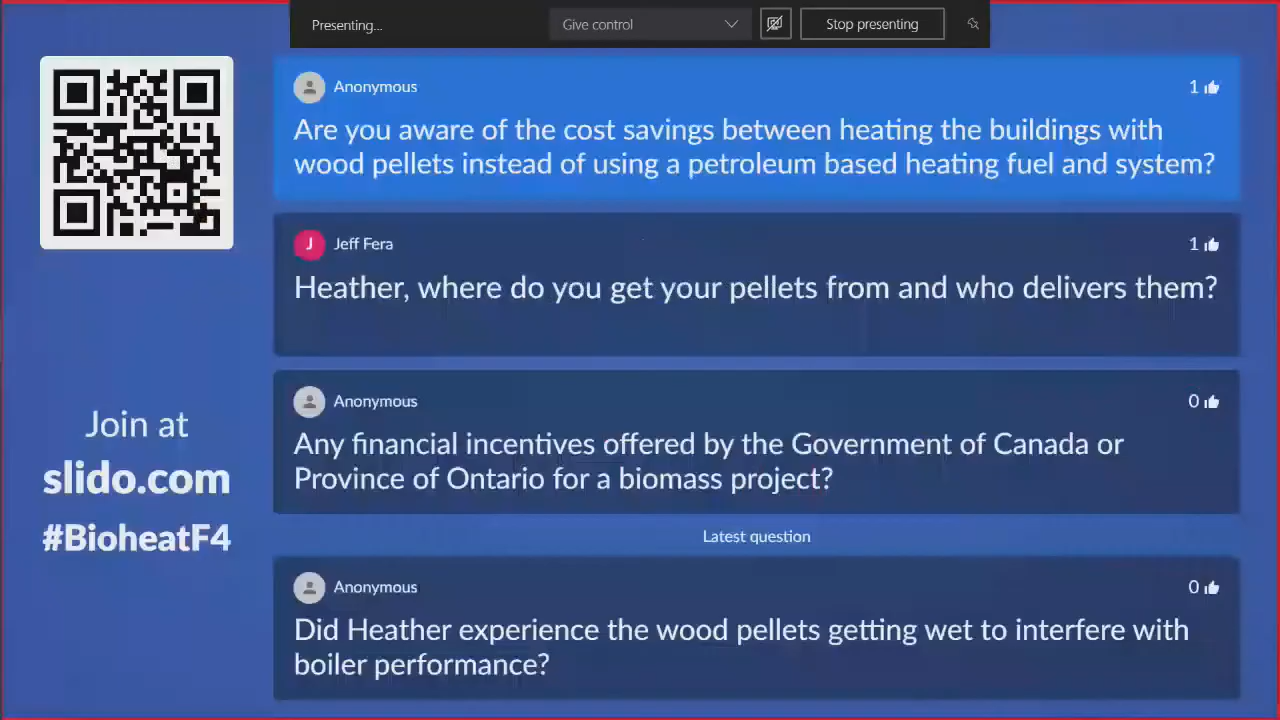 Presenting...
Give control
Stop presenting
Anonymous
1
Are you aware of the cost savings between heating the buildings with
wood pellets instead of using a petroleum based heating fuel and system?
J
Jeff Fera
1
Heather, where do you get your pellets from and who delivers them?
Anonymous
0
Any financial incentives offered by the Government of Canada or
Province of Ontario for a biomass project?
Latest question
Anonymous
0
Did Heather experience the wood pellets getting wet to interfere with
boiler performance?
Join at
slido.com
#BioheatF4